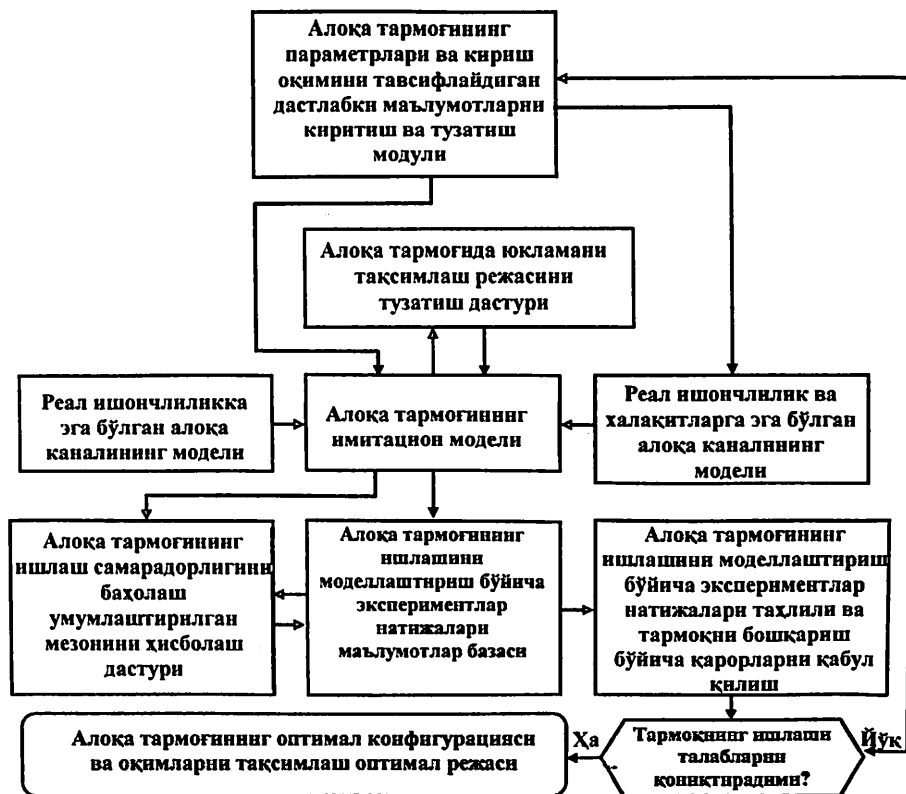 Алоқа тармоғининг
параметрлари ва кириш
оқимини тавсифлайдиган
дастлабки маълумотларни
киритиш ва тузатиш
модули
Алоқа тармоғида юкламани
тақсимлаш режасини
тузатиш дастури
Реал ишончлиликка
эга бўлган алоқа
каналининг модели
Алоқа тармоғининг
имитацион модели
Реал ишончлилик ва
халақитларга эга бўлган
алоқа каналининг
модели
Алоқа тармоғининг
ишлаш самарадорлигини
баҳолаш
умумлаштирилган
мезонини ҳисболаш
дастури
Алоқа тармоғининг
ишлашини
моделлаштириш бўйича
экспериментлар
натижалари
маълумотлар базаси
Алоқа тармоғининг
ишлашини моделлаштириш
бўйича экспериментлар
натижалари таҳлили ва
тармоқни бошқариш
бўйича қарорларни қабул
қилиш
Алоқа тармоғининг оптимал конфигурацияси
ва оқимларни тақсимлаш оптимал режаси
Ҳа
Тармоқнинг ишлаши
талабларни
қониқтирадими?
Йўқ